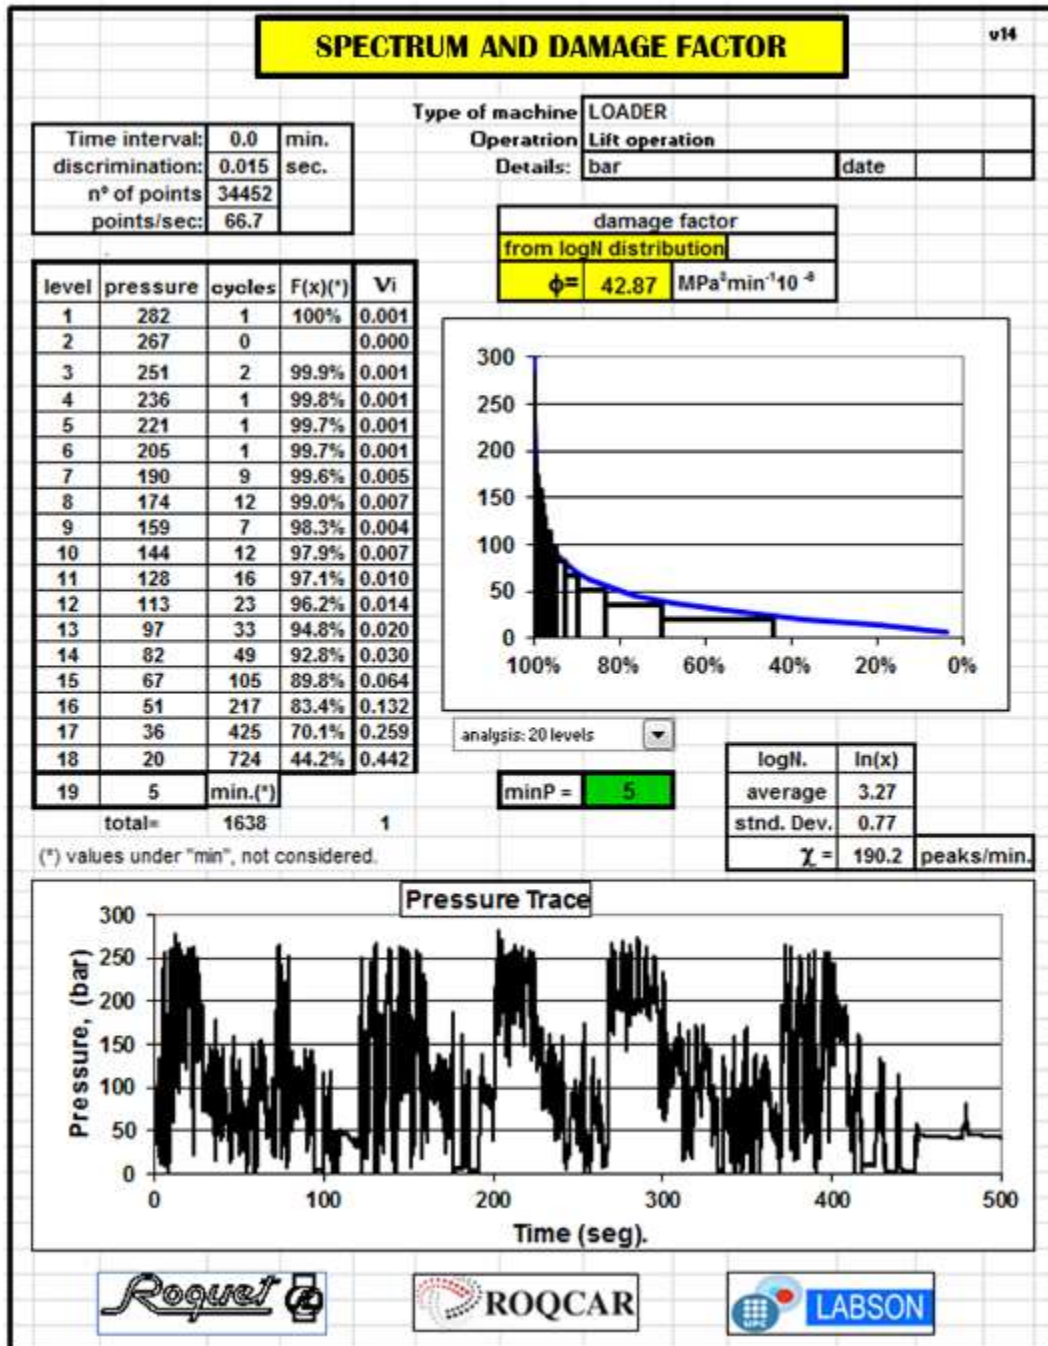 SPECTRUM AND DAMAGE FACTOR
v14
Type of machine LOADER
Operatrion Lift operation
Details: bar date
Time interval: 0.0 min.
discrimination: 0.015 sec.
nº of points 34452
points/sec: 66.7
damage factor
from logN distribution
ϕ= 42.87
level pressure cycles F(x)(*) Vi
1 282 1 100% 0.001
2 267 0 0.000
3 251 2 99.9% 0.001
4 236 1 99.8% 0.001
5 221 1 99.7% 0.001
6 205 1 99.7% 0.001
7 190 9 99.6% 0.005
8 174 12 99.0% 0.007
9 159 7 98.3% 0.004
10 144 12 97.9% 0.007
11 128 16 97.1% 0.010
12 113 23 96.2% 0.014
13 97 33 94.8% 0.020
14 82 49 92.8% 0.030
15 67 105 89.8% 0.064
16 51 217 83.4% 0.132
17 36 425 70.1% 0.259
18 20 724 44.2% 0.442
19 5 min.(*)
total= 1638 1
(*) values under "min", not considered.
300
250
200
150
100
50
0
100% 80% 60% 40% 20% 0%
analysis: 20 levels
minP = 5
logN. ln(x)
average 3.27
stnd. Dev. 0.77
χ = 190.2 peaks/min.
Pressure Trace
Pressure, (bar)
300
250
200
150
100
50
0
0 100 200 300 400 500
Time (seg).
Roquet
ROQCAR
UPC LABSON